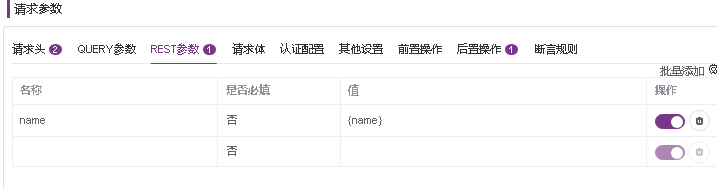 请求参数
请求头 2 QUERY参数 REST参数 1 请求体 认证配置 其他设置 前置操作 后置操作 1 断言规则
批量添加
名称 是否必填 值 操作
name 否 {name}
否